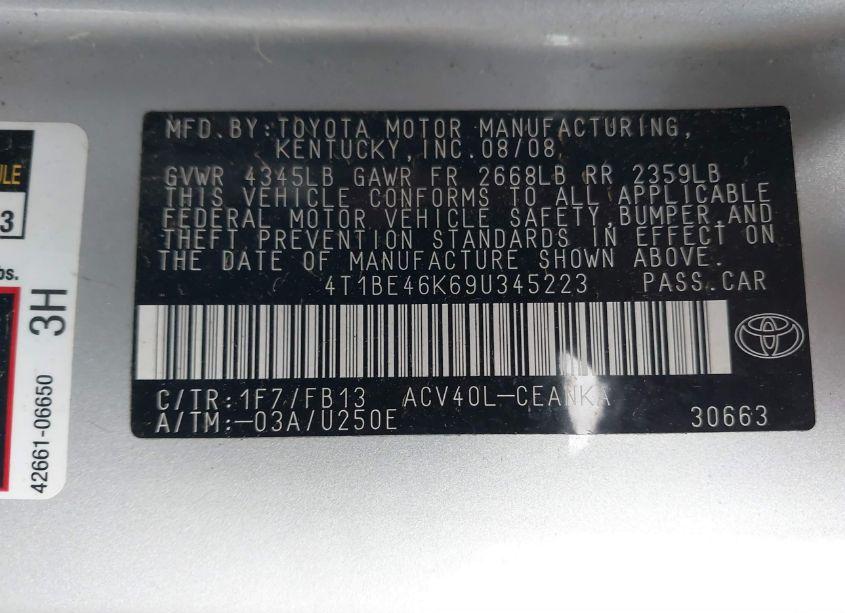 MFD. BY: TOYOTA MOTOR MANUFACTURING,
KENTUCKY, INC. 08/08
GVWR 4345LB GAWR FR 2668LB RR 2359LB
THIS VEHICLE CONFORMS TO ALL APPLICABLE
FEDERAL MOTOR VEHICLE SAFETY, BUMPER, AND
THEFT PREVENTION STANDARDS IN EFFECT ON
THE DATE OF MANUFACTURE SHOWN ABOVE.
4T1BE46K69U345223 PASS. CAR
C/TR: 1F7/FB13 ACV40L-CEANKA
A/TM: -03A/U250E 30663
3
3H
42661-06650